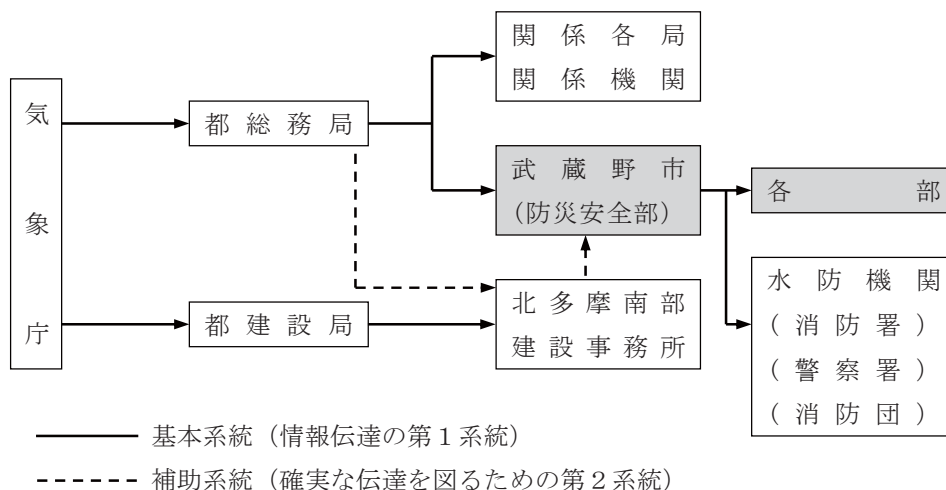 気象庁
都総務局
都建設局
関係各局
関係機関
武蔵野市
(防災安全部)
北多摩南部
建設事務所
各部
水防機関
(消防署)
(警察署)
(消防団)
基本系統（情報伝達の第１系統）
補助系統（確実な伝達を図るための第２系統）